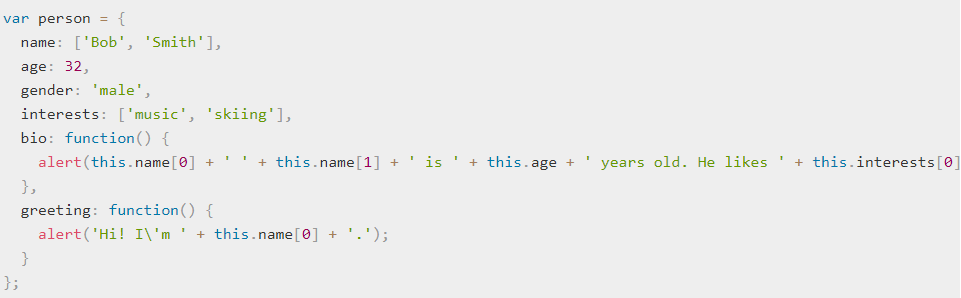 var person = {
  name: ['Bob', 'Smith'],
  age: 32,
  gender: 'male',
  interests: ['music', 'skiing'],
  bio: function() {
    alert(this.name[0] + ' ' + this.name[1] + ' is ' + this.age + ' years old. He likes ' + this.interests[0]
  },
  greeting: function() {
    alert('Hi! I\'m ' + this.name[0] + '.');
  }
};